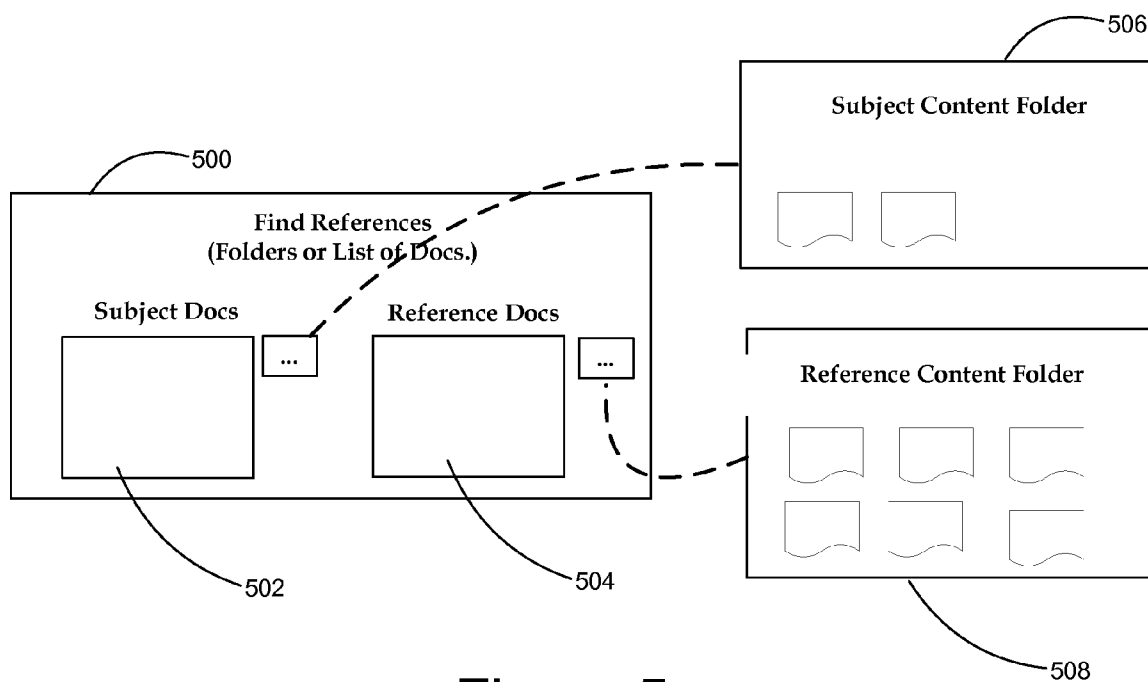 506
Subject Content Folder
500
Find References
(Folders or List of Docs.)
Subject Docs
...
Reference Docs
...
Reference Content Folder
502
504
508